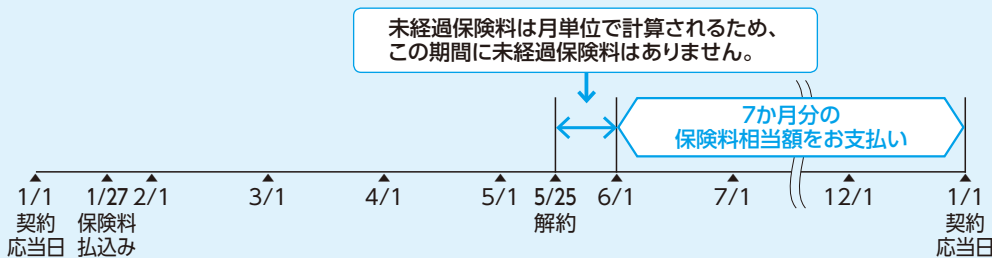 未経過保険料は月単位で計算されるため、
この期間に未経過保険料はありません。
7か月分の
保険料相当額をお支払い
1/1 1/27 2/1 3/1 4/1 5/1 5/25 6/1 7/1 12/1 1/1
契約 保険料 解約 契約
応当日 払込み 応当日